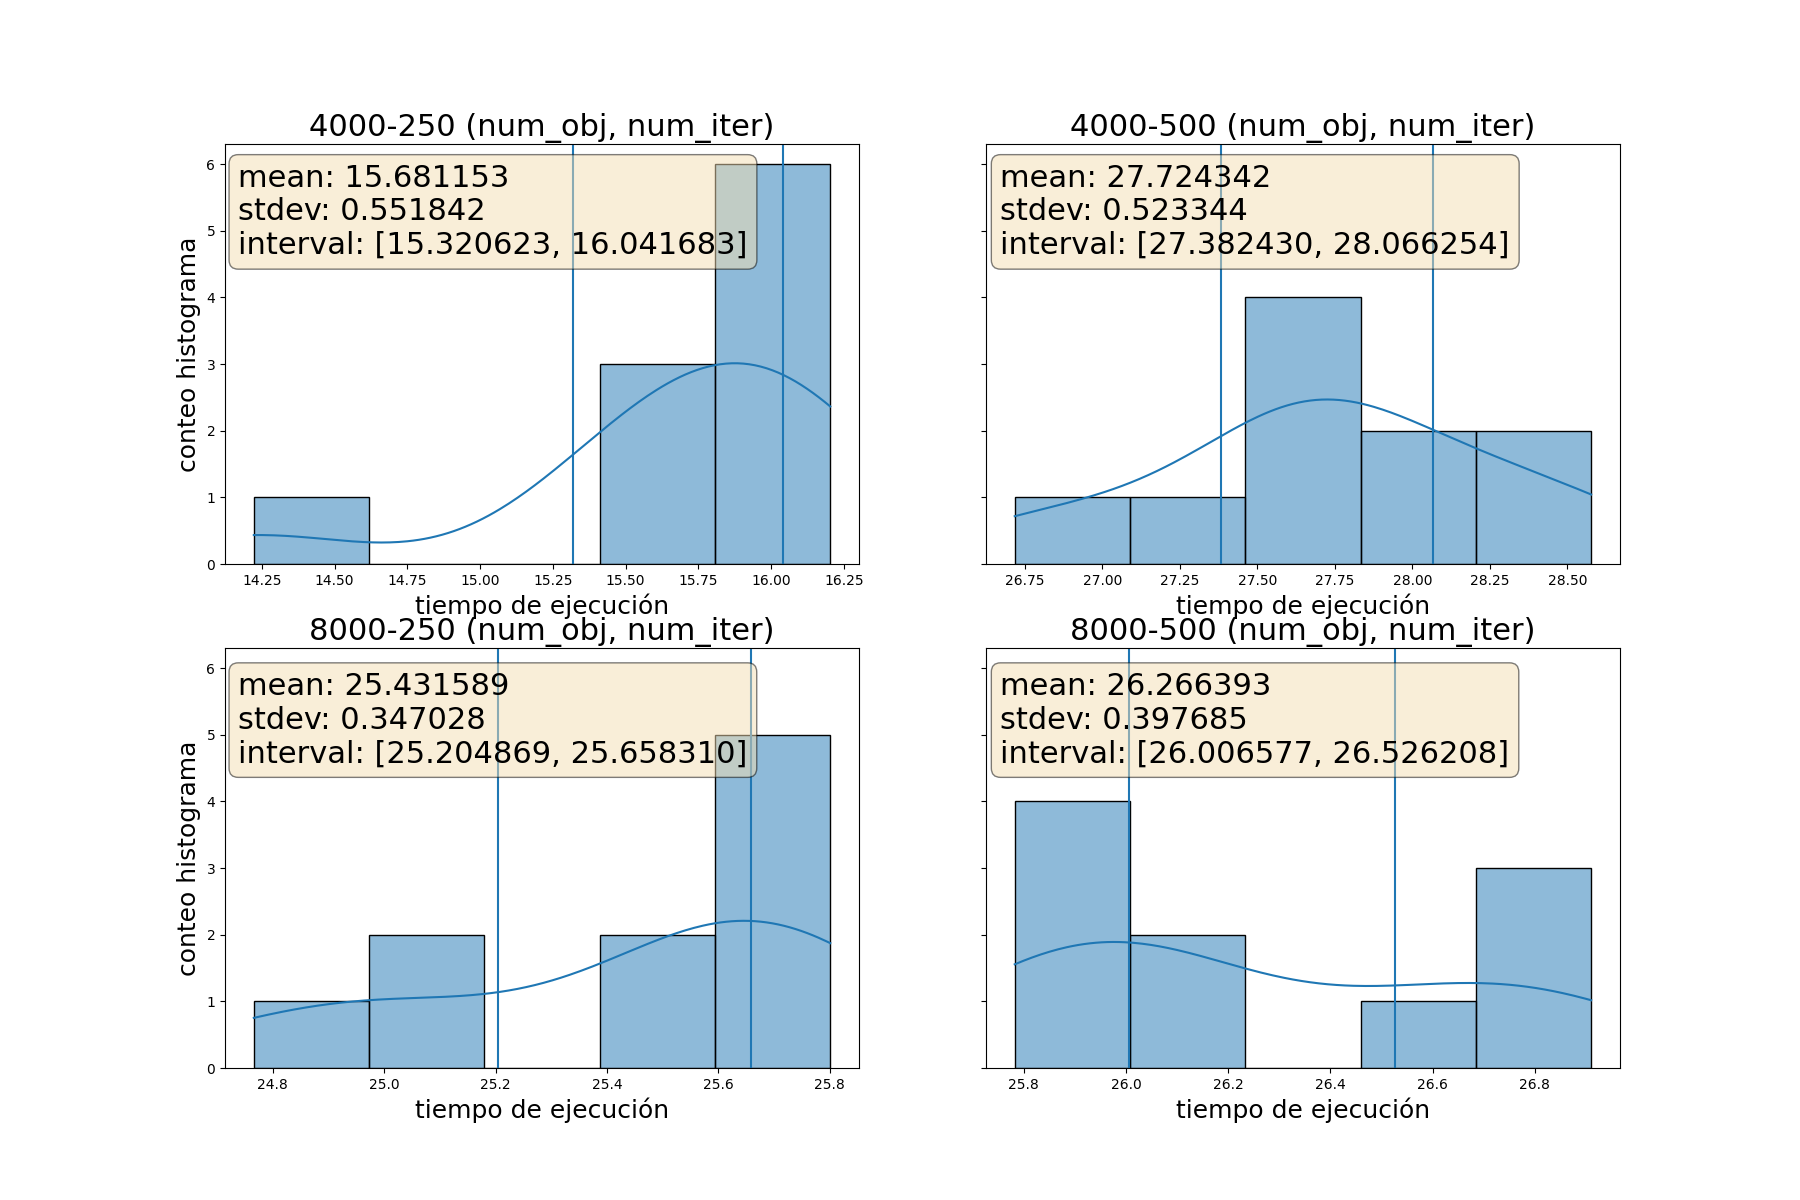 4000-250 (num_obj, num_iter)
mean: 15.681153
stdev: 0.551842
interval: [15.320623, 16.041683]
conteo histograma
6
5
4
3
2
1
0
14.25 14.50 14.75 15.00 15.25 15.50 15.75 16.00 16.25
tiempo de ejecución
4000-500 (num_obj, num_iter)
mean: 27.724342
stdev: 0.523344
interval: [27.382430, 28.066254]
26.75 27.00 27.25 27.50 27.75 28.00 28.25 28.50
tiempo de ejecución
8000-250 (num_obj, num_iter)
mean: 25.431589
stdev: 0.347028
interval: [25.204869, 25.658310]
conteo histograma
6
5
4
3
2
1
0
24.8 25.0 25.2 25.4 25.6 25.8
tiempo de ejecución
8000-500 (num_obj, num_iter)
mean: 26.266393
stdev: 0.397685
interval: [26.006577, 26.526208]
25.8 26.0 26.2 26.4 26.6 26.8
tiempo de ejecución